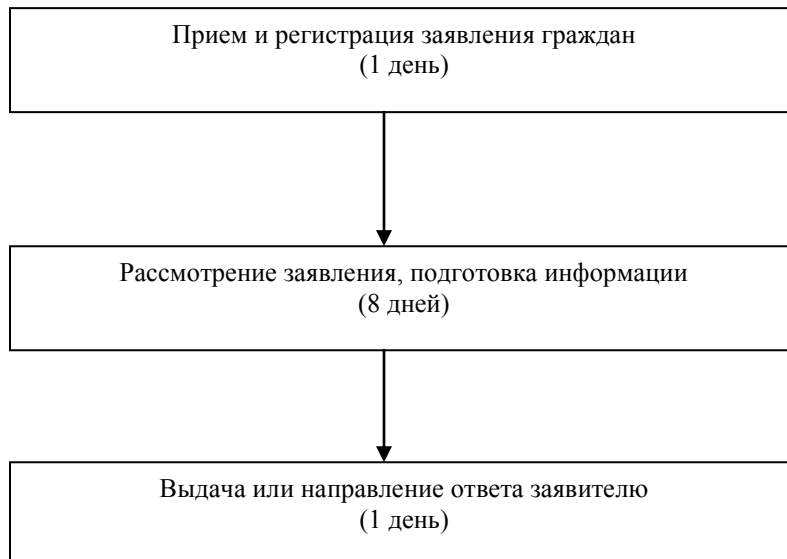 Прием и регистрация заявления граждан
(1 день)
Рассмотрение заявления, подготовка информации
(8 дней)
Выдача или направление ответа заявителю
(1 день)